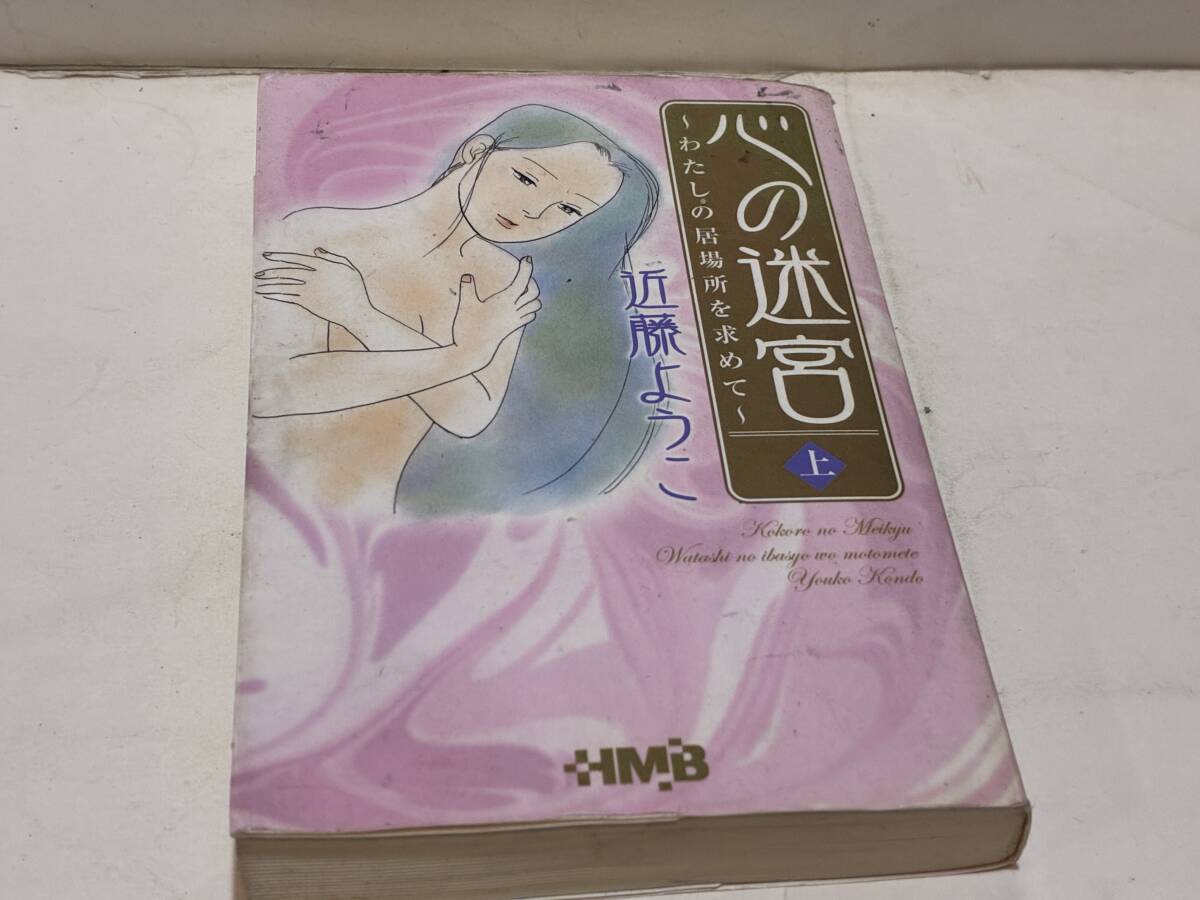 心の迷宮
～わたしの居場所を求めて～
上
近藤ようこ
Kokoro no Meikyu
Watashi no ibasyo wo motomete
Youko Kondo
HMB